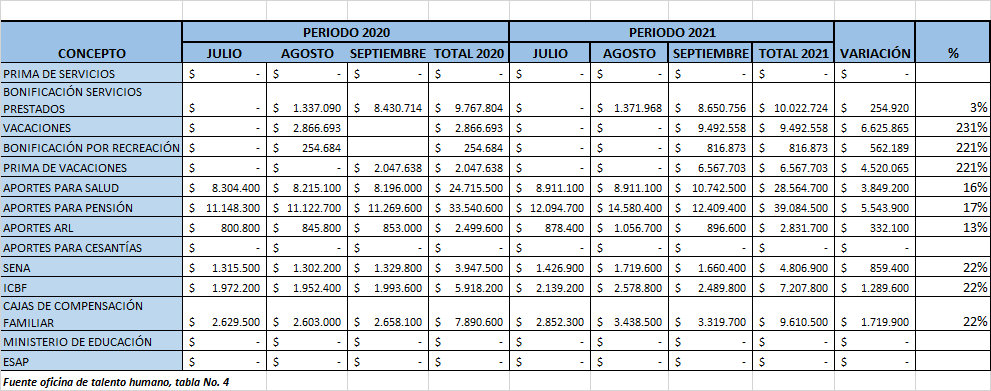 PERIODO 2020 PERIODO 2021
CONCEPTO JULIO AGOSTO SEPTIEMBRE TOTAL 2020 JULIO AGOSTO SEPTIEMBRE TOTAL 2021 VARIACIÓN %
PRIMA DE SERVICIOS $ - $ - $ - $ - $ - $ - $ - $ - $ -
BONIFICACIÓN SERVICIOS
PRESTADOS $ - $ 1.337.090 $ 8.430.714 $ 9.767.804 $ - $ 1.371.968 $ 8.650.756 $ 10.022.724 $ 254.920 3%
VACACIONES $ - $ 2.866.693 $ 2.866.693 $ - $ - $ 9.492.558 $ 9.492.558 $ 6.625.865 231%
BONIFICACIÓN POR RECREACIÓN $ - $ 254.684 $ 254.684 $ - $ - $ 816.873 $ 816.873 $ 562.189 221%
PRIMA DE VACACIONES $ - $ - $ 2.047.638 $ 2.047.638 $ - $ - $ 6.567.703 $ 6.567.703 $ 4.520.065 221%
APORTES PARA SALUD $ 8.304.400 $ 8.215.100 $ 8.196.000 $ 24.715.500 $ 8.911.100 $ 8.911.100 $ 10.742.500 $ 28.564.700 $ 3.849.200 16%
APORTES PARA PENSIÓN $ 11.148.300 $ 11.122.700 $ 11.269.600 $ 33.540.600 $ 12.094.700 $ 14.580.400 $ 12.409.400 $ 39.084.500 $ 5.543.900 17%
APORTES ARL $ 800.800 $ 845.800 $ 853.000 $ 2.499.600 $ 878.400 $ 1.056.700 $ 896.600 $ 2.831.700 $ 332.100 13%
APORTES PARA CESANTÍAS $ - $ - $ - $ - $ - $ - $ - $ - $ -
SENA $ 1.315.500 $ 1.302.200 $ 1.329.800 $ 3.947.500 $ 1.426.900 $ 1.719.600 $ 1.660.400 $ 4.806.900 $ 859.400 22%
ICBF $ 1.972.200 $ 1.952.400 $ 1.993.600 $ 5.918.200 $ 2.139.200 $ 2.578.800 $ 2.489.800 $ 7.207.800 $ 1.289.600 22%
CAJAS DE COMPENSACIÓN
FAMILIAR $ 2.629.500 $ 2.603.000 $ 2.658.100 $ 7.890.600 $ 2.852.300 $ 3.438.500 $ 3.319.700 $ 9.610.500 $ 1.719.900 22%
MINISTERIO DE EDUCACIÓN $ - $ - $ - $ - $ - $ - $ - $ - $ -
ESAP $ - $ - $ - $ - $ - $ - $ - $ - $ -
Fuente oficina de talento humano, tabla No. 4